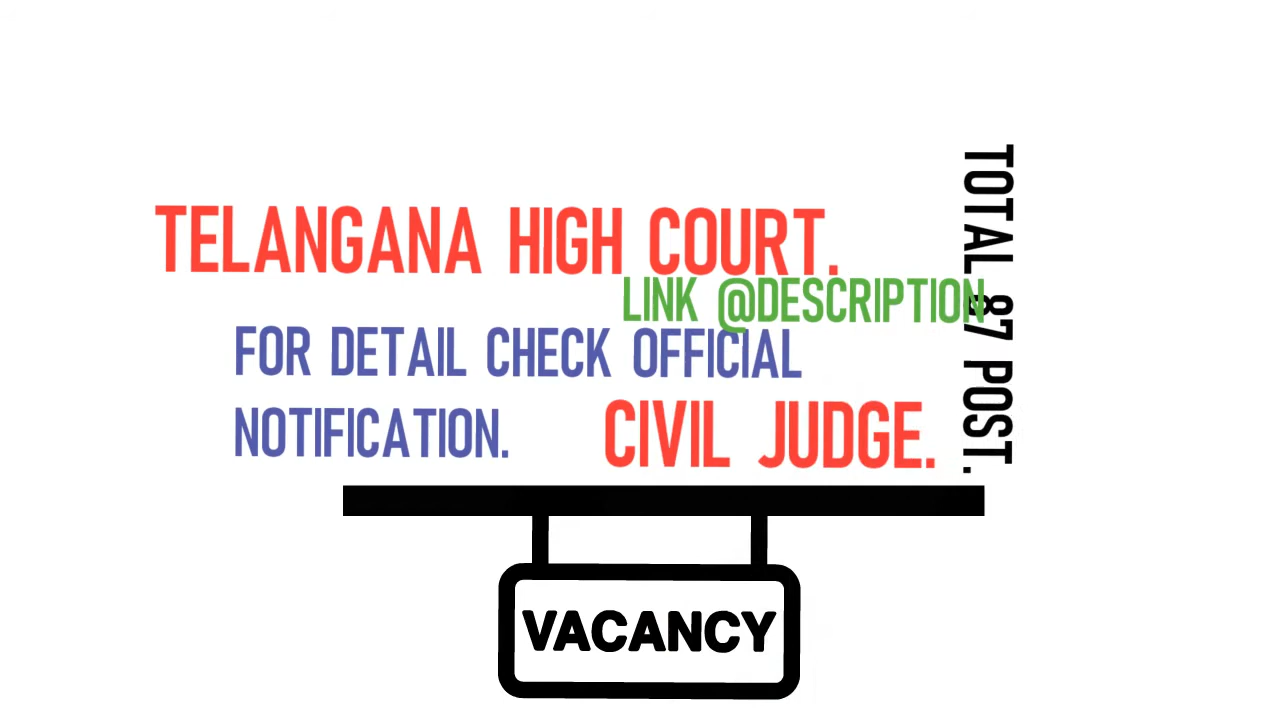 TELANGANA HIGH COURT.
LINK @DESCRIPTION
FOR DETAIL CHECK OFFICIAL
NOTIFICATION.
CIVIL JUDGE.
TOTAL 87 POST.
VACANCY